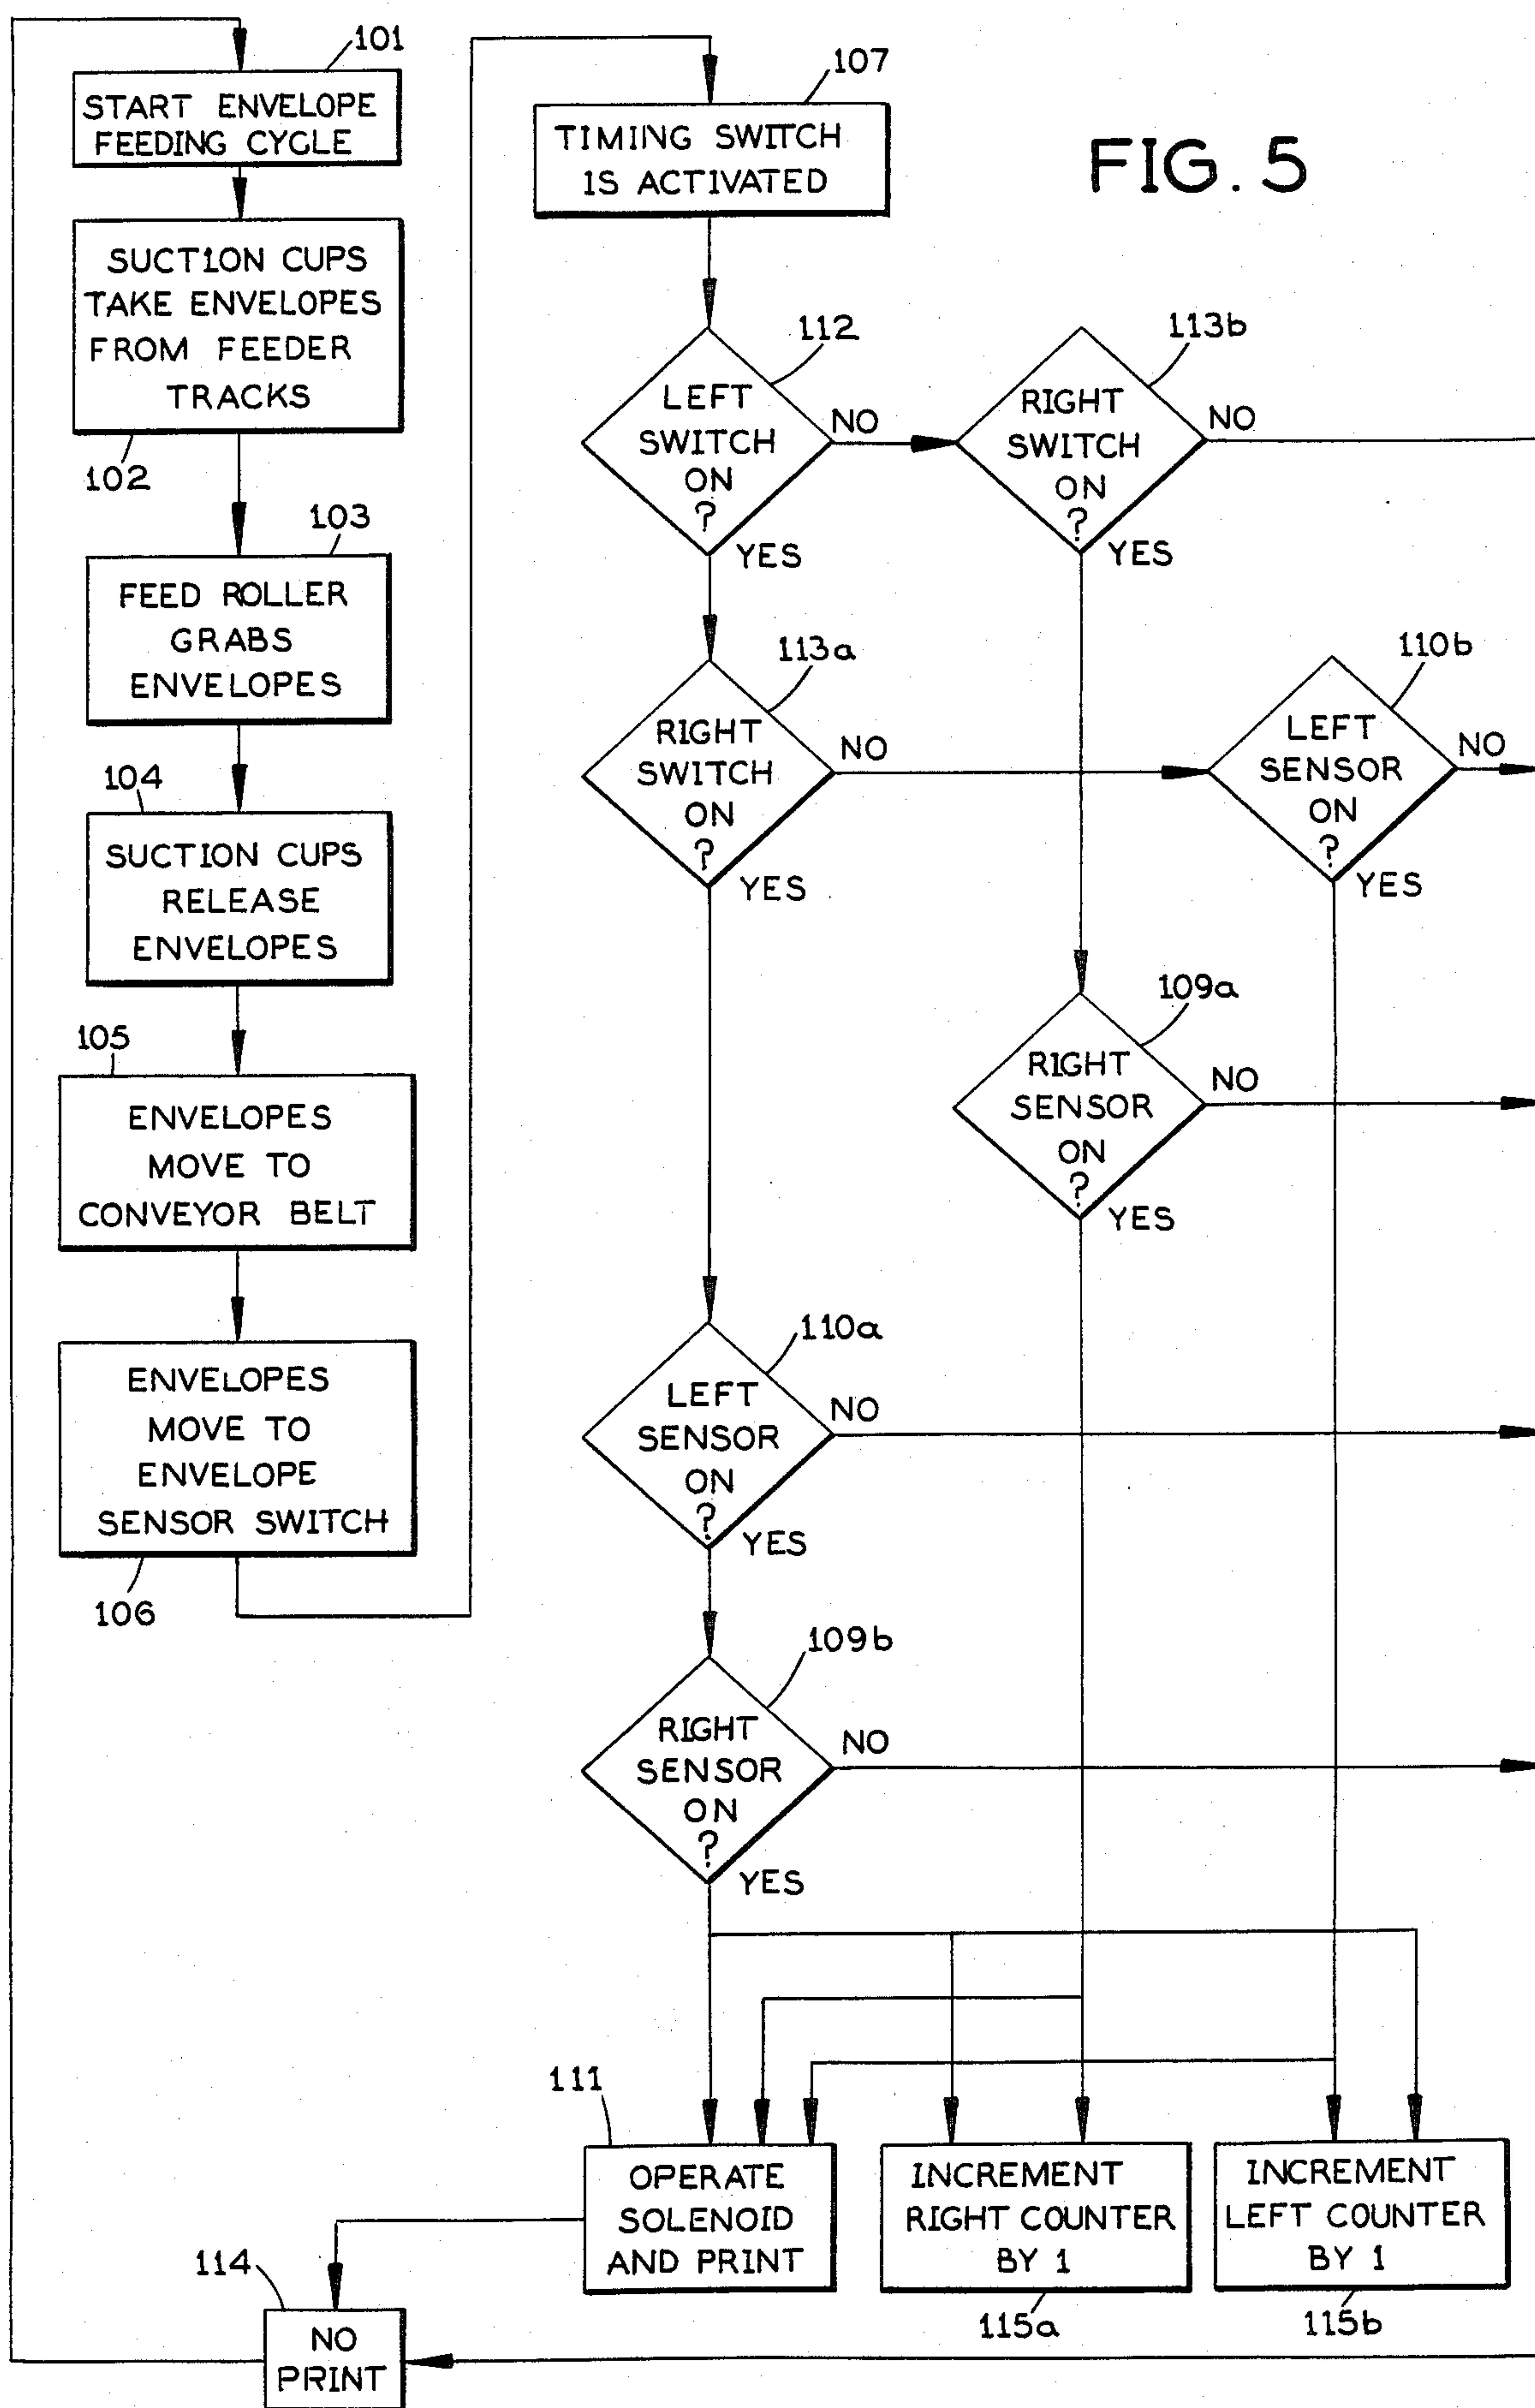 101
START ENVELOPE
FEEDING CYCLE
SUCTION CUPS
TAKE ENVELOPES
FROM FEEDER
TRACKS
102
103
FEED ROLLER
GRABS
ENVELOPES
104
SUCTION CUPS
RELEASE
ENVELOPES
105
ENVELOPES
MOVE TO
CONVEYOR BELT
ENVELOPES
MOVE TO
ENVELOPE
SENSOR SWITCH
106
107
TIMING SWITCH
IS ACTIVATED
FIG. 5
112
LEFT
SWITCH
ON
?
NO
YES
113b
RIGHT
SWITCH
ON
?
NO
YES
113a
RIGHT
SWITCH
ON
?
NO
YES
110b
LEFT
SENSOR
ON
?
NO
YES
109a
RIGHT
SENSOR
ON
?
NO
YES
110a
LEFT
SENSOR
ON
?
NO
YES
109b
RIGHT
SENSOR
ON
?
NO
YES
111
OPERATE
SOLENOID
AND PRINT
INCREMENT
RIGHT COUNTER
BY 1
115a
INCREMENT
LEFT COUNTER
BY 1
115b
114
NO
PRINT